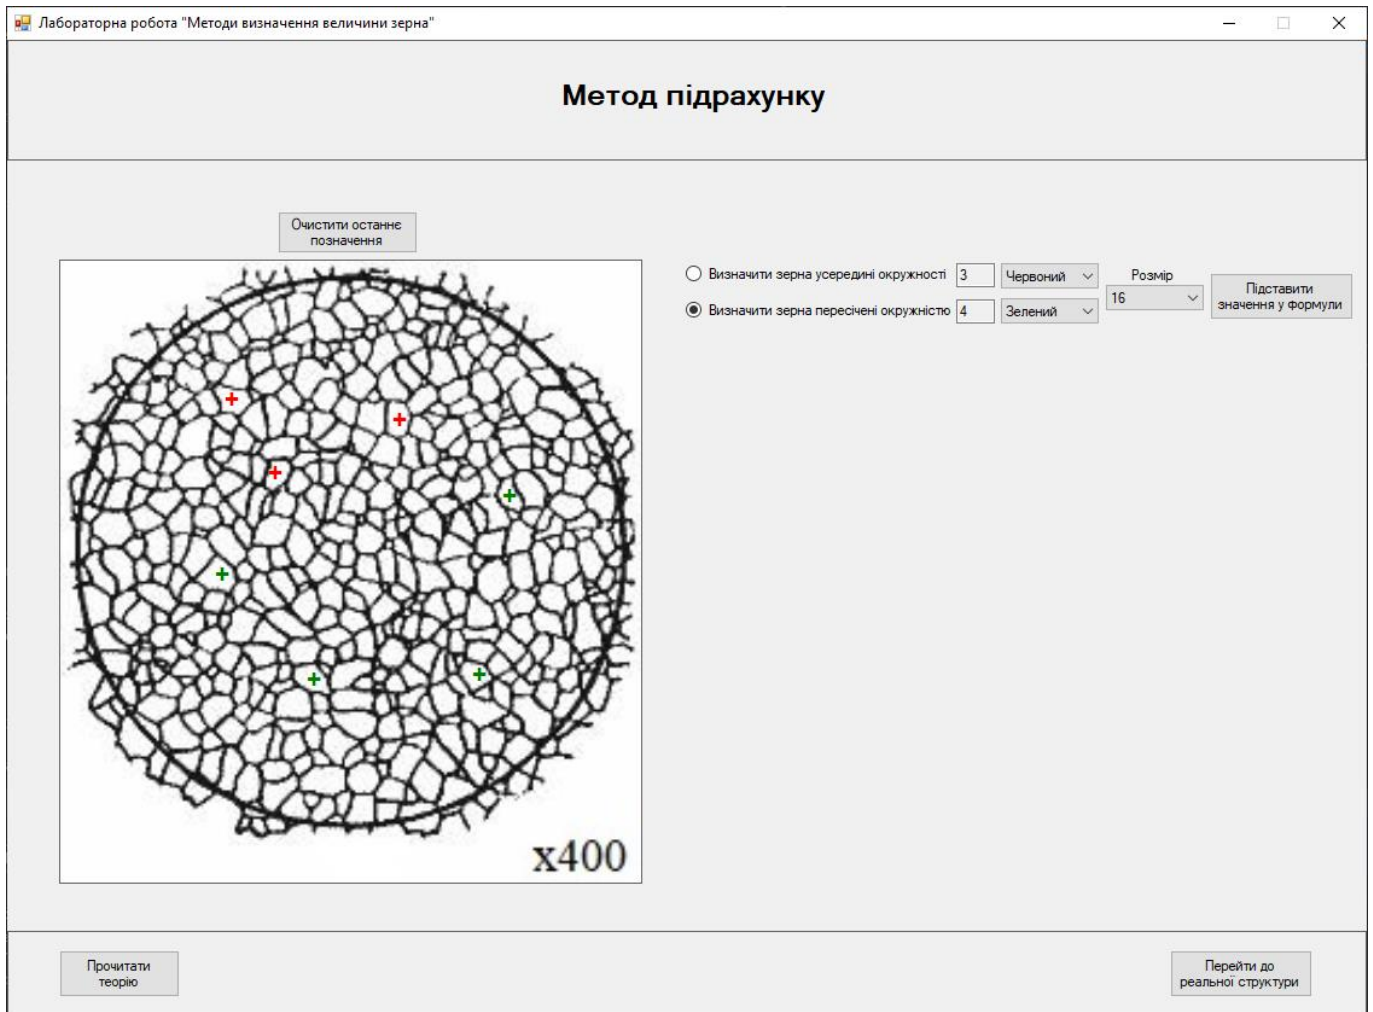 Лабораторна робота "Методи визначення величини зерна"
Метод підрахунку
Очистити останнє
позначення
Визначити зерна усередині окружності 3 Червоний
Розмір
16
Підставити
значення у формули
Визначити зерна пересічені окружністю 4 Зелений
x400
Прочитати
теорію
Перейти до
реальної структури